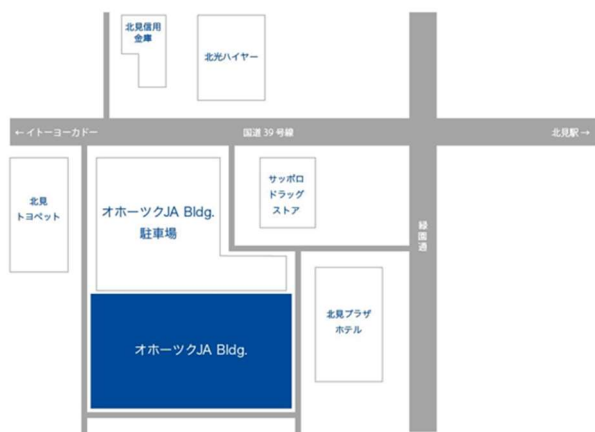 北見信用
金庫
北光ハイヤー
← イトーヨーカドー
国道 39 号線
北見駅 →
北見
トヨペット
オホーツクJA Bldg.
駐車場
サッポロ
ドラッグ
ストア
緑園通
北見プラザ
ホテル
オホーツクJA Bldg.